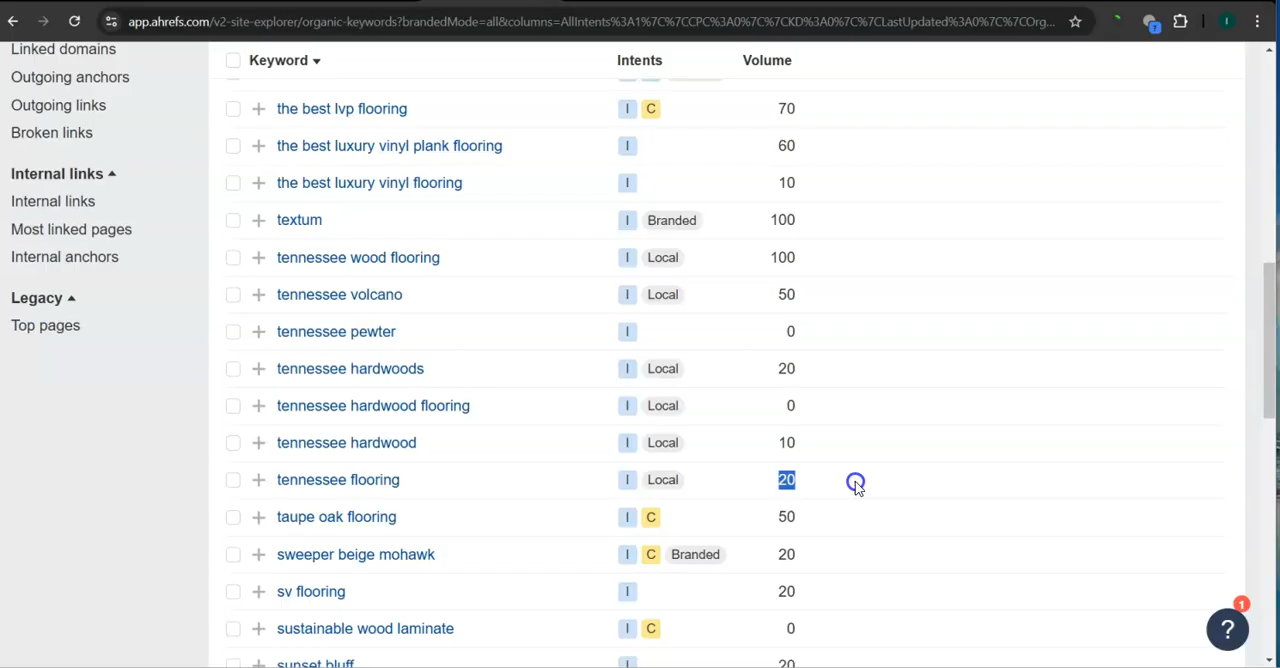 app.ahrefs.com/v2-site-explorer/organic-keywords?brandedMode=all&columns=AllIntents%3A1%7C%7CCPC%3A0%7C%7CKD%3A0%7C%7CLastUpdated%3A0%7C%7COrg...
Linked domains
Outgoing anchors
Outgoing links
Broken links
Internal links
Internal links
Most linked pages
Internal anchors
Legacy
Top pages
Keyword Intents Volume
the best lvp flooring I C 70
the best luxury vinyl plank flooring I 60
the best luxury vinyl flooring I 10
textum I Branded 100
tennessee wood flooring I Local 100
tennessee volcano I Local 50
tennessee pewter I 0
tennessee hardwoods I Local 20
tennessee hardwood flooring I Local 0
tennessee hardwood I Local 10
tennessee flooring I Local 20
taupe oak flooring I C 50
sweeper beige mohawk I C Branded 20
sv flooring I 20
sustainable wood laminate I C 0
sunset bluff I 20
1
?